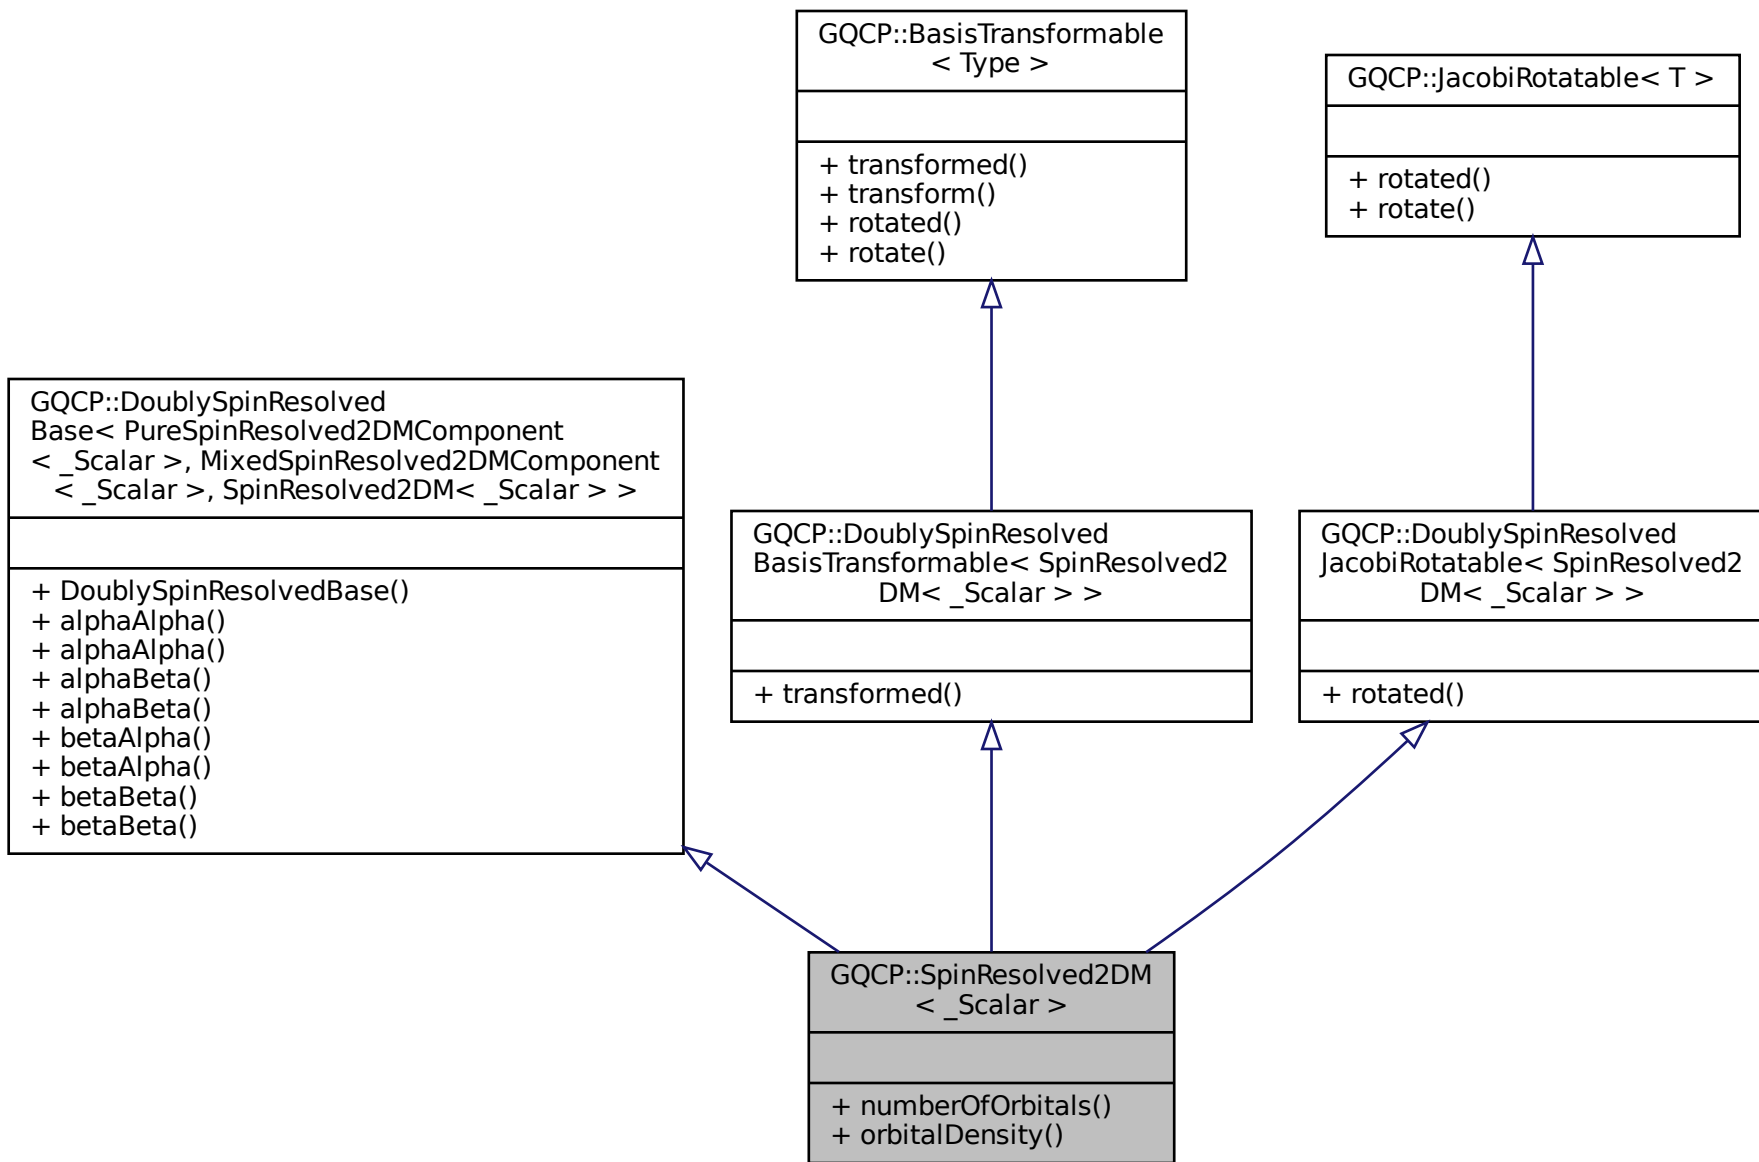 GQCP::BasisTransformable
< Type >
+ transformed()
+ transform()
+ rotated()
+ rotate()
GQCP::JacobiRotatable< T >
+ rotated()
+ rotate()
GQCP::DoublySpinResolved
Base< PureSpinResolved2DMComponent
< _Scalar >, MixedSpinResolved2DMComponent
< _Scalar >, SpinResolved2DM< _Scalar > >
+ DoublySpinResolvedBase()
+ alphaAlpha()
+ alphaAlpha()
+ alphaBeta()
+ alphaBeta()
+ betaAlpha()
+ betaAlpha()
+ betaBeta()
+ betaBeta()
GQCP::DoublySpinResolved
BasisTransformable< SpinResolved2
DM< _Scalar > >
+ transformed()
GQCP::DoublySpinResolved
JacobiRotatable< SpinResolved2
DM< _Scalar > >
+ rotated()
GQCP::SpinResolved2DM
< _Scalar >
+ numberOfOrbitals()
+ orbitalDensity()